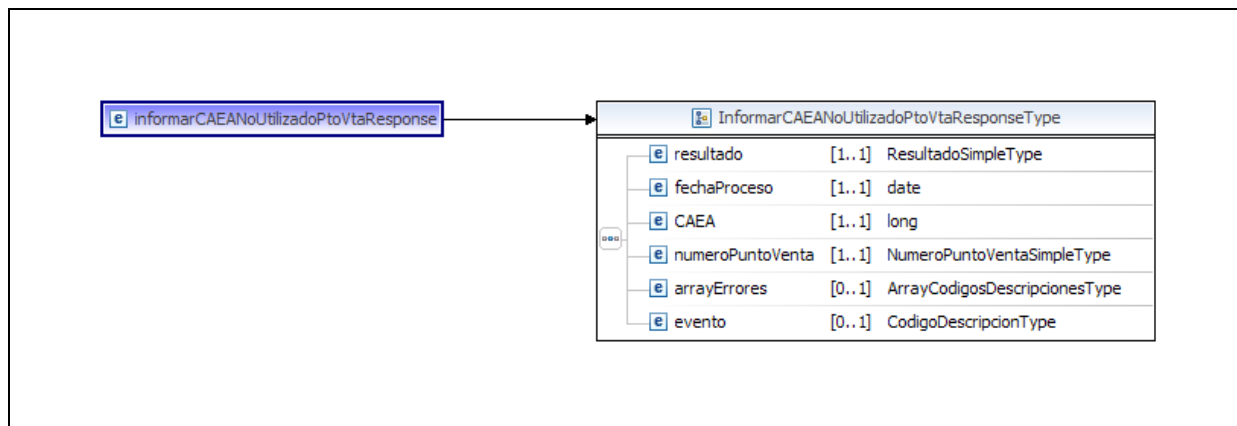 informarCAEANoUtilizadoPtoVtaResponse
InformarCAEANoUtilizadoPtoVtaResponseType
resultado [1..1] ResultadoSimpleType
fechaProceso [1..1] date
CAEA [1..1] long
numeroPuntoVenta [1..1] NumeroPuntoVentaSimpleType
arrayErrores [0..1] ArrayCodigosDescripcionesType
evento [0..1] CodigoDescripcionType